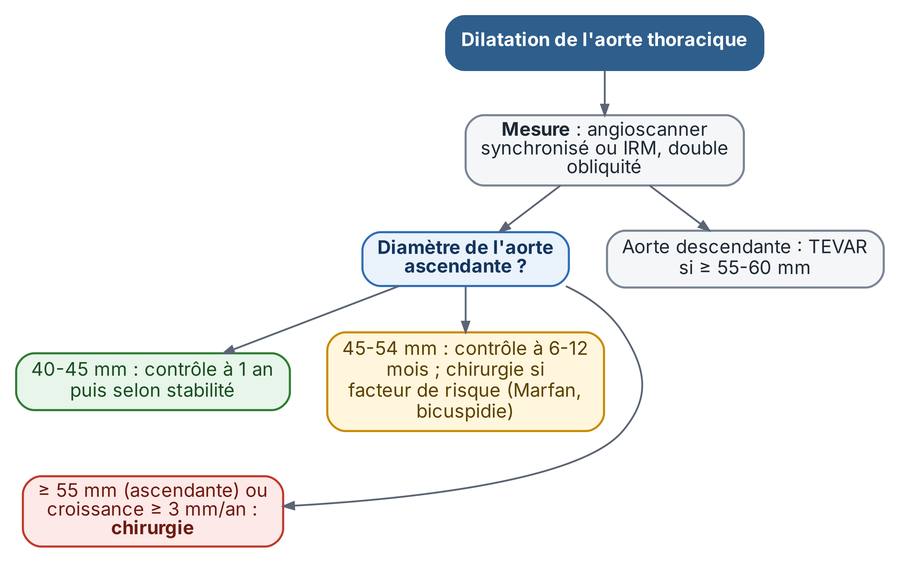 Dilatation de l'aorte thoracique
Mesure : angioscanner
synchronisé ou IRM, double
obliquité
Diamètre de l'aorte
ascendante ?
Aorte descendante : TEVAR
si ≥ 55-60 mm
40-45 mm : contrôle à 1 an
puis selon stabilité
45-54 mm : contrôle à 6-12
mois ; chirurgie si
facteur de risque (Marfan,
bicuspidie)
≥ 55 mm (ascendante) ou
croissance ≥ 3 mm/an :
chirurgie